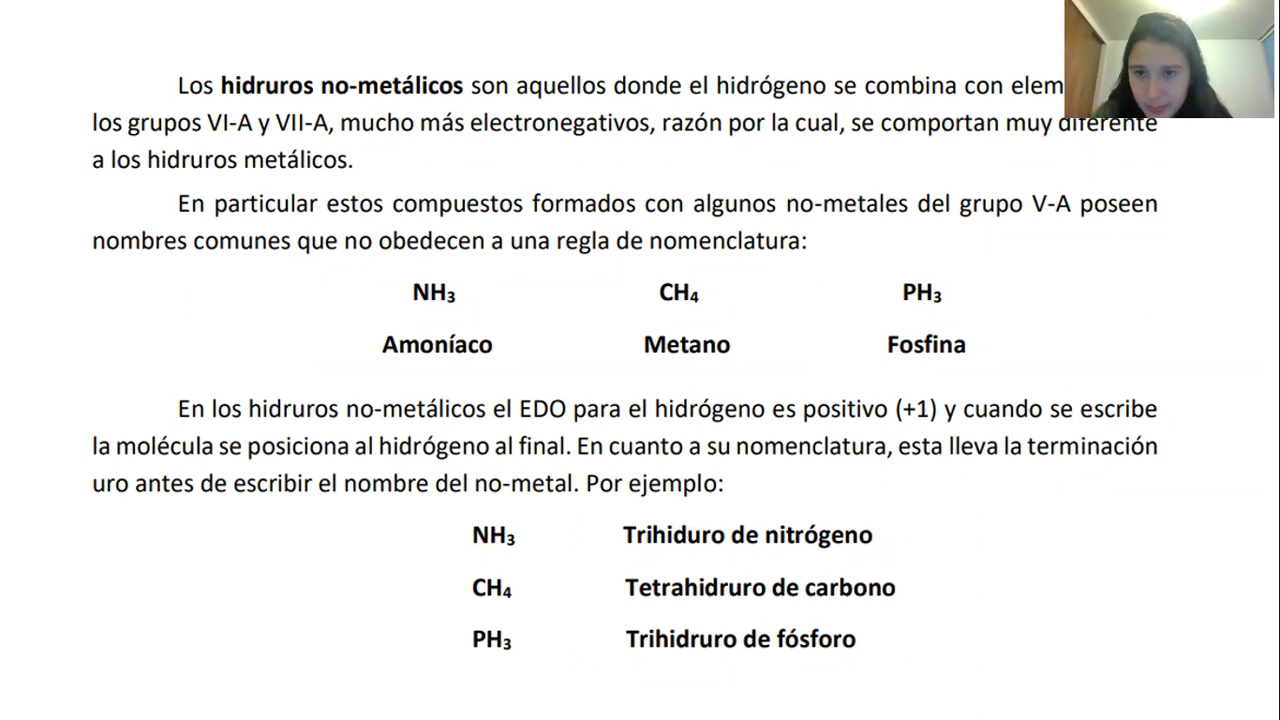 Los hidruros no-metálicos son aquellos donde el hidrógeno se combina con
los grupos VI-A y VII-A, mucho más electronegativos, razón por la cual, se comportan muy diferente
a los hidruros metálicos.
En particular estos compuestos formados con algunos no-metales del grupo V-A poseen
nombres comunes que no obedecen a una regla de nomenclatura:
NH₃ CH₄ PH₃
Amoníaco Metano Fosfina
En los hidruros no-metálicos el EDO para el hidrógeno es positivo (+1) y cuando se escribe
la molécula se posiciona al hidrógeno al final. En cuanto a su nomenclatura, esta lleva la terminación
uro antes de escribir el nombre del no-metal. Por ejemplo:
NH₃ Trihiduro de nitrógeno
CH₄ Tetrahidruro de carbono
PH₃ Trihidruro de fósforo